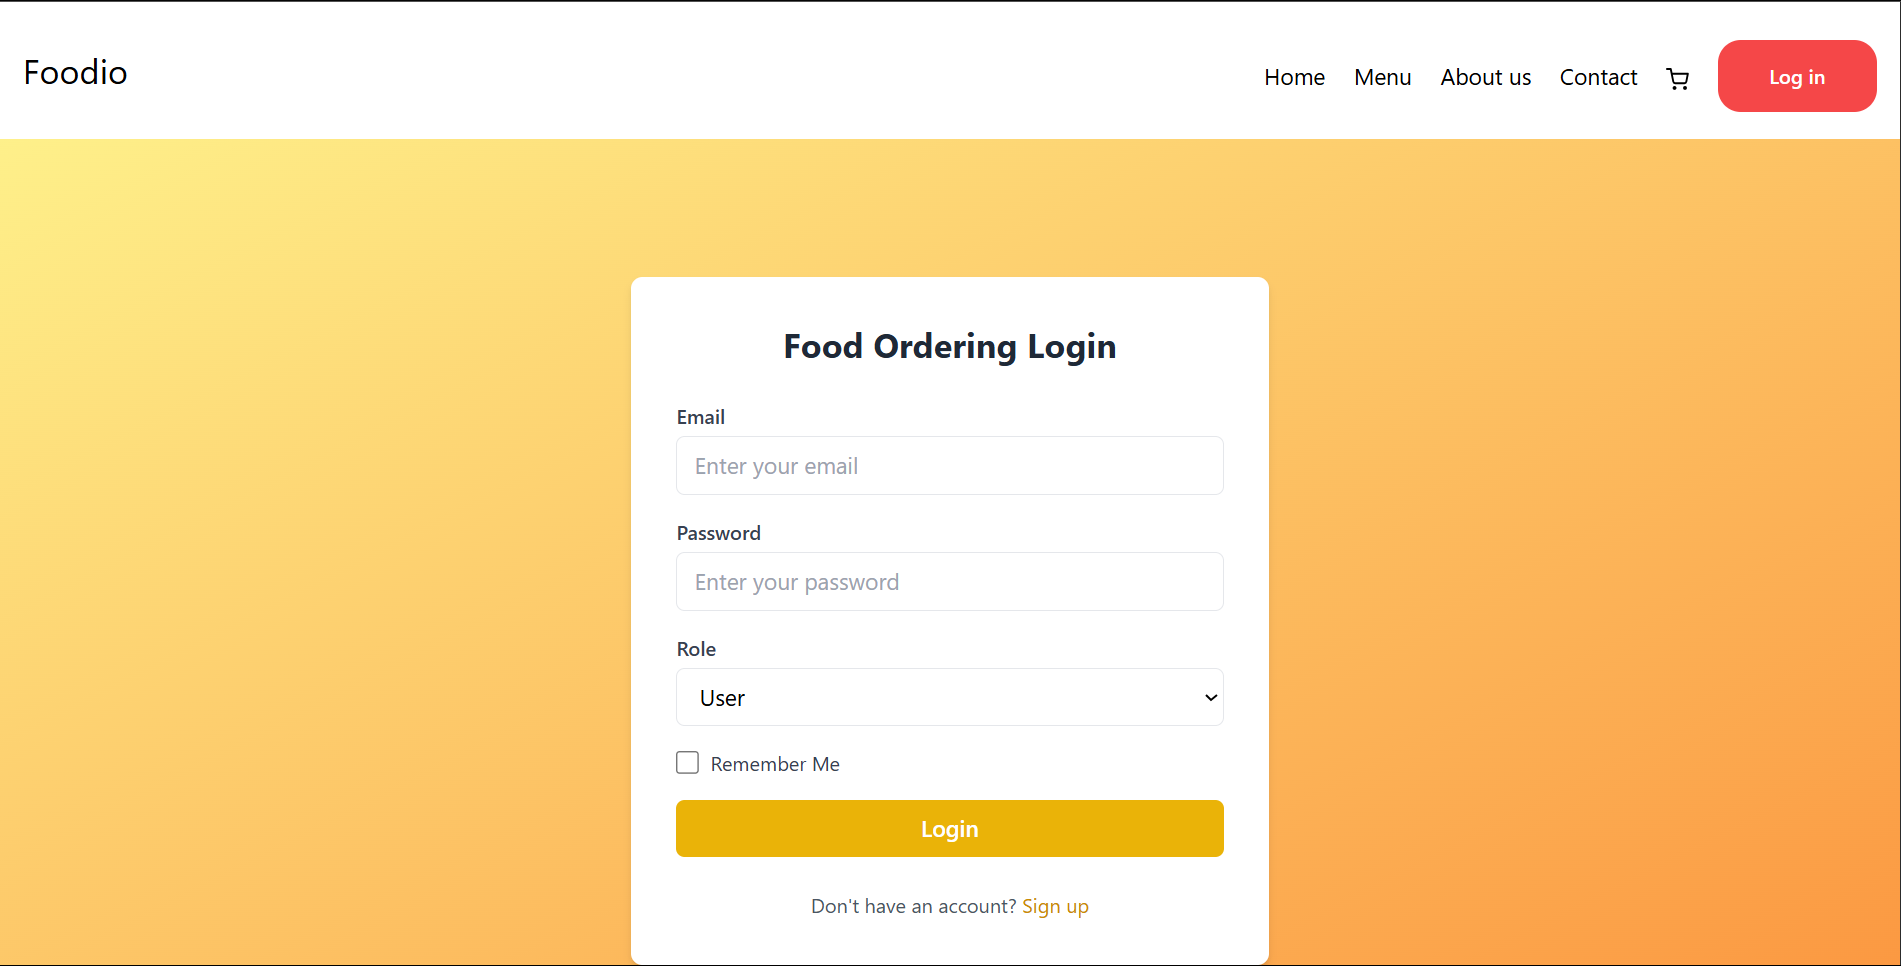 Foodio
Home Menu About us Contact Log in
Food Ordering Login
Email
Enter your email
Password
Enter your password
Role
User
Remember Me
Login
Don't have an account? Sign up